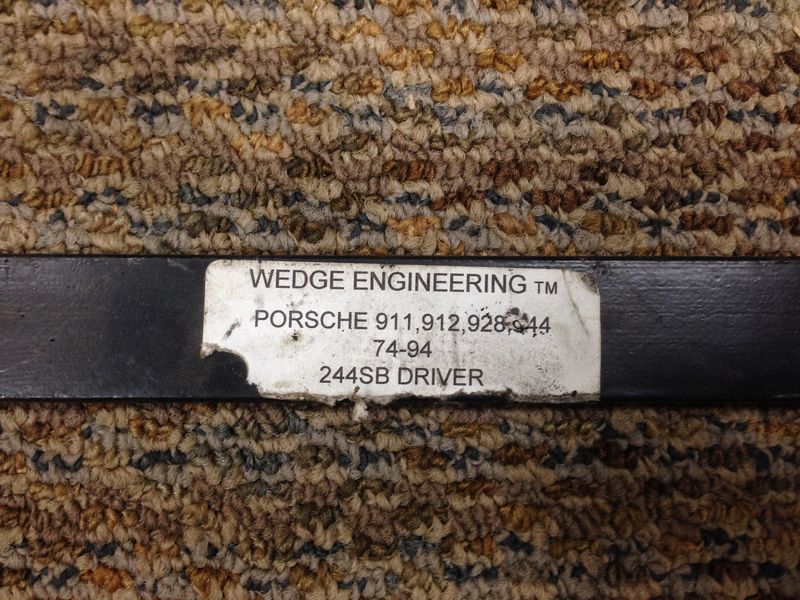 WEDGE ENGINEERING TM
PORSCHE 911,912,928,944
74-94
244SB DRIVER